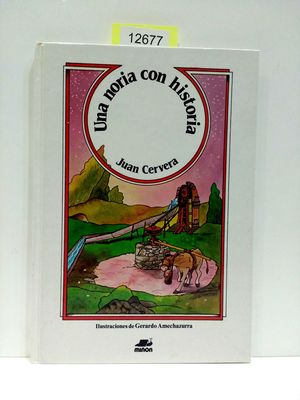 12677
Una noria con historia
Juan Cervera
Ilustraciones de Gerardo Amechazurra
miñon